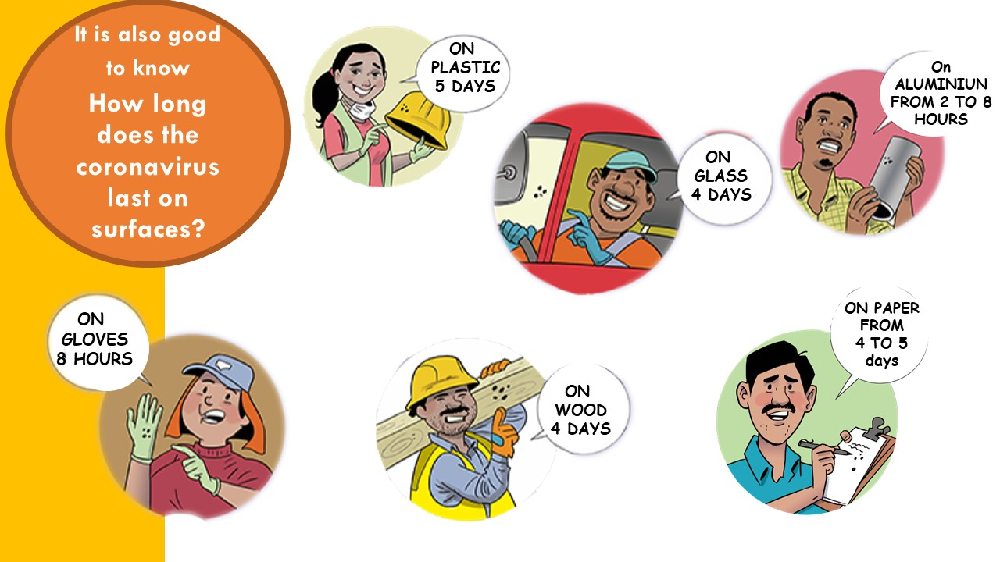 It is also good
to know
How long
does the
coronavirus
last on
surfaces?
ON
PLASTIC
5 DAYS
ON
GLASS
4 DAYS
On
ALUMINIUN
FROM 2 TO 8
HOURS
ON
GLOVES
8 HOURS
ON
WOOD
4 DAYS
ON PAPER
FROM
4 TO 5
days